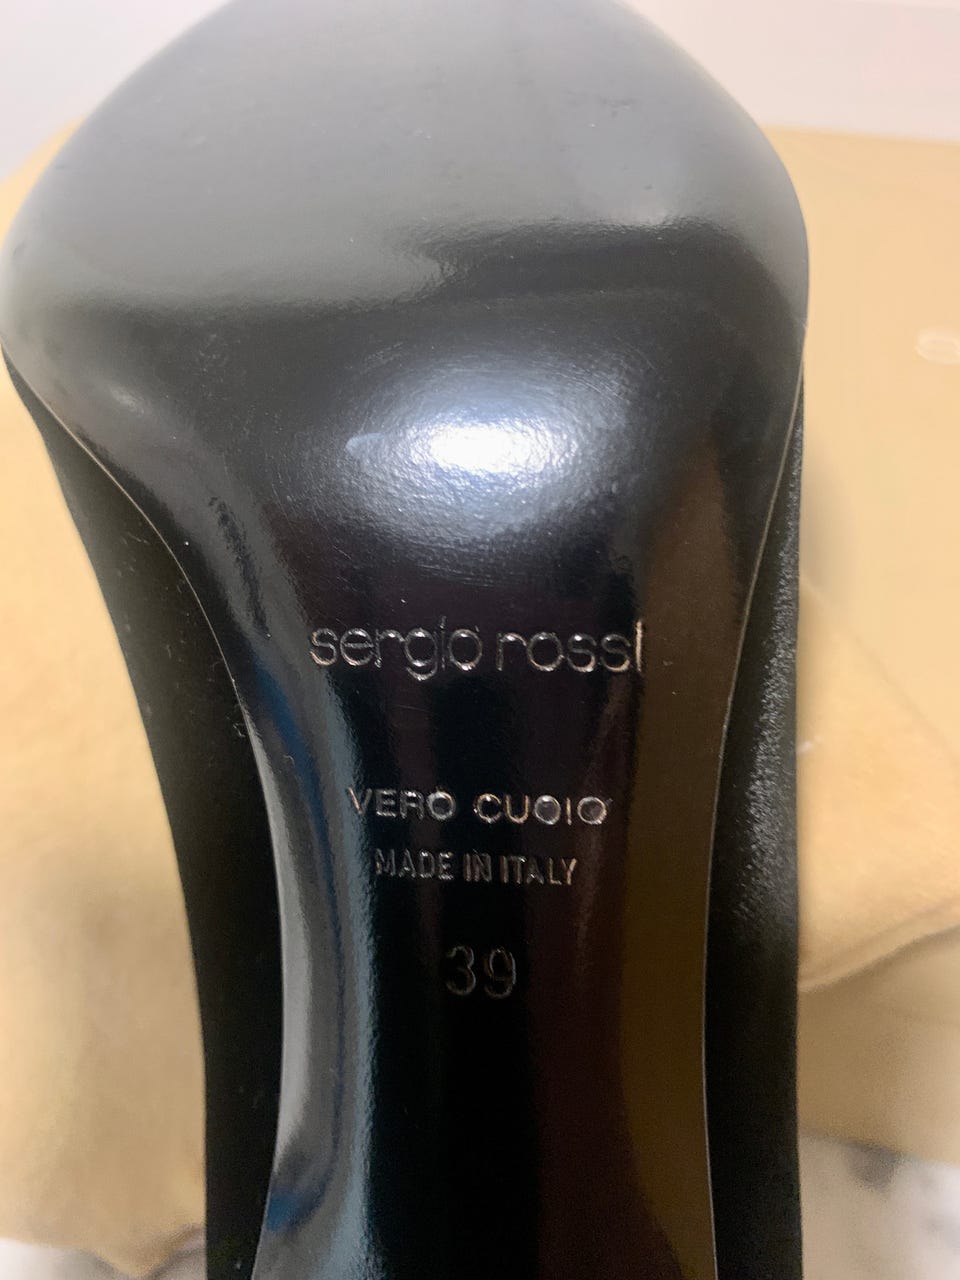 sergio rossi
VERO CUOIO
MADE IN ITALY
39